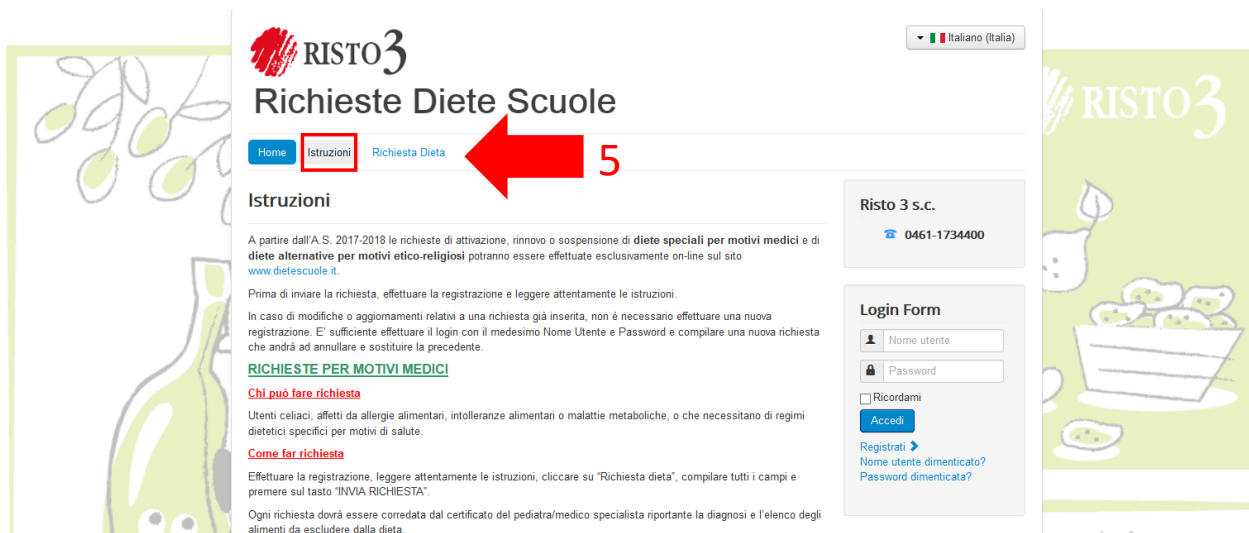 RISTO3
Italiano (Italia)
Richieste Diete Scuole
RISTO3
Home Istruzioni Richiesta Dieta
5
Istruzioni
A partire dall'A.S. 2017-2018 le richieste di attivazione, rinnovo o sospensione di diete speciali per motivi medici e di
diete alternative per motivi etico-religiosi potranno essere effettuate esclusivamente on-line sul sito
www.dietescuole.it.
Prima di inviare la richiesta, effettuare la registrazione e leggere attentamente le istruzioni.
In caso di modifiche o aggiornamenti relativi a una richiesta già inserita, non è necessario effettuare una nuova
registrazione. E' sufficiente effettuare il login con il medesimo Nome Utente e Password e compilare una nuova richiesta
che andrà ad annullare e sostituire la precedente.
RICHIESTE PER MOTIVI MEDICI
Chi può fare richiesta
Utenti celiaci, affetti da allergie alimentari, intolleranze alimentari o malattie metaboliche, o che necessitano di regimi
dietetici specifici per motivi di salute.
Come far richiesta
Effettuare la registrazione, leggere attentamente le istruzioni, cliccare su "Richiesta dieta", compilare tutti i campi e
premere sul tasto "INVIA RICHIESTA".
Ogni richiesta dovrà essere corredata dal certificato del pediatra/medico specialista riportante la diagnosi e l'elenco degli
alimenti da escludere dalla dieta.
Risto 3 s.c.
0461-1734400
Login Form
Nome utente
Password
Ricordami
Accedi
Registrati
Nome utente dimenticato?
Password dimenticata?